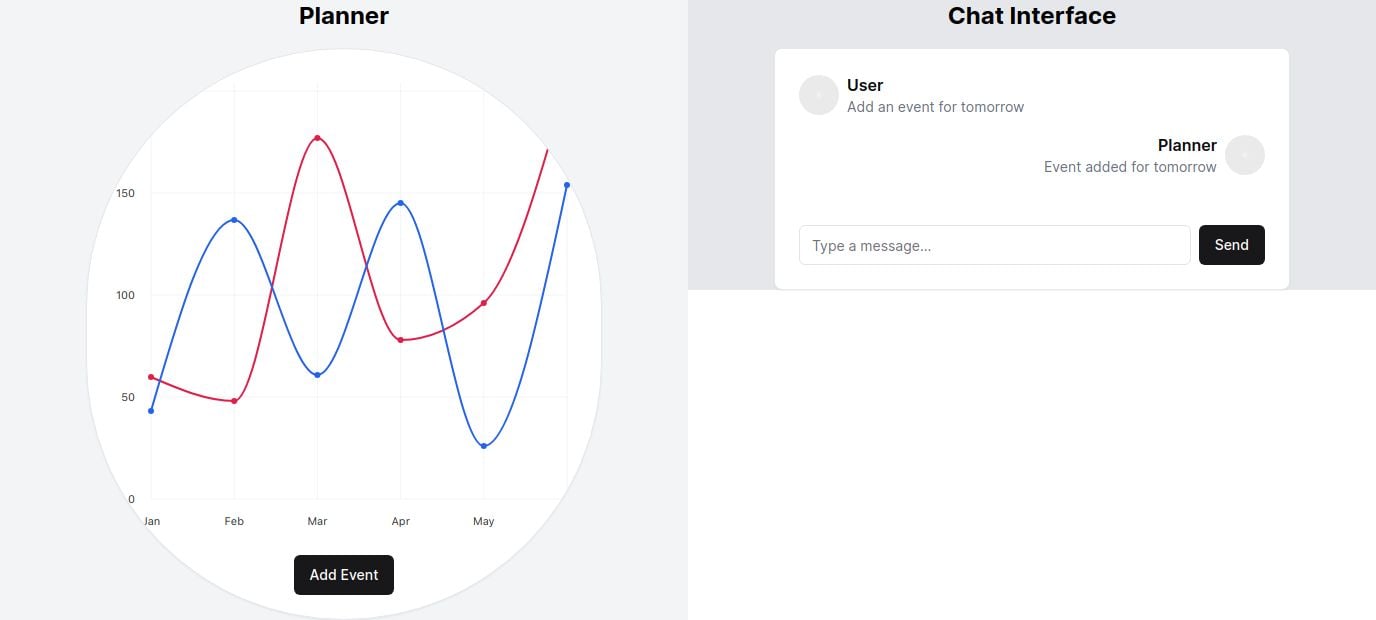 Planner
150
100
50
0
Jan Feb Mar Apr May
Add Event
Chat Interface
User
Add an event for tomorrow
Planner
Event added for tomorrow
Type a message...
Send